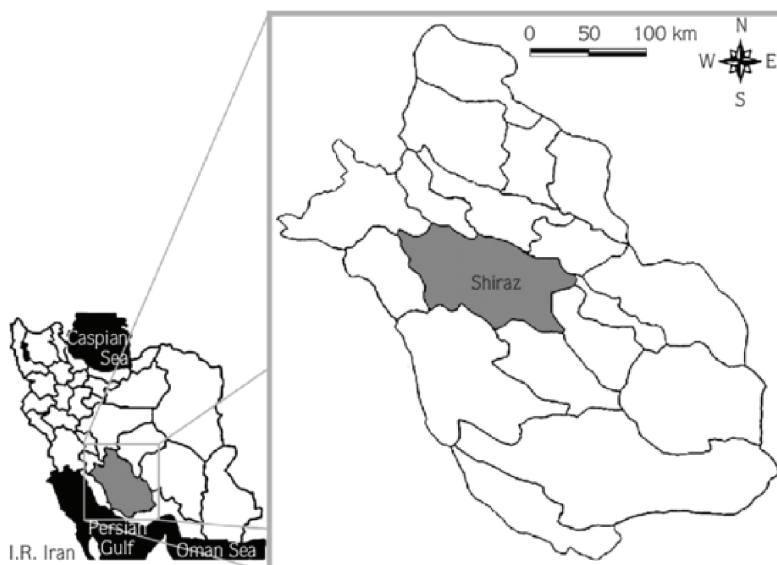 0 50 100 km
N
W E
S
Shiraz
Caspian
Sea
Persian
Gulf
Oman Sea
I.R. Iran